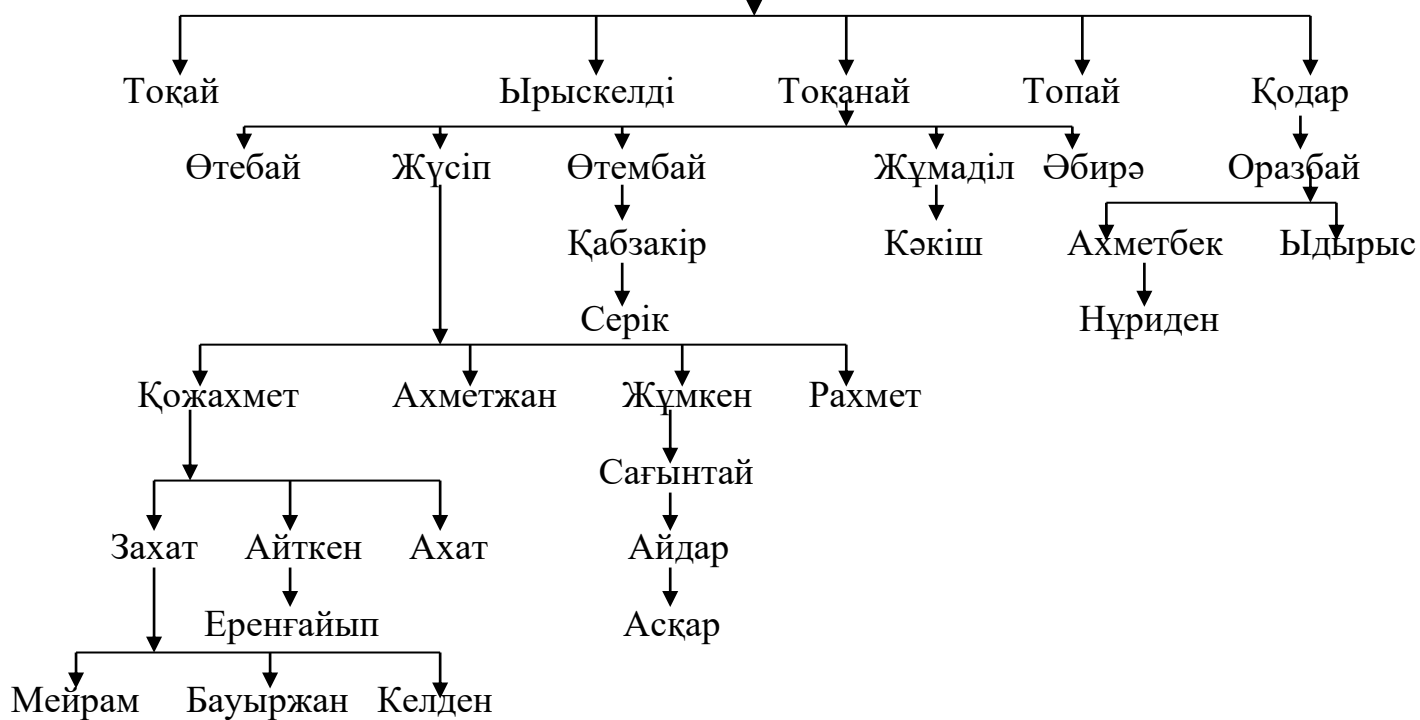 Тоқай Ырыскелді Тоқанай Топай Қодар
Өтебай Жүсіп Өтембай Жұмаділ Әбирә Оразбай
Қабзакір Кәкіш Ахметбек Ыдырыс
Серік Нұриден
Қожахмет Ахметжан Жұмкен Рахмет
Сағынтай
Захат Айткен Ахат Айдар
Еренғайып Асқар
Мейрам Бауыржан Келден